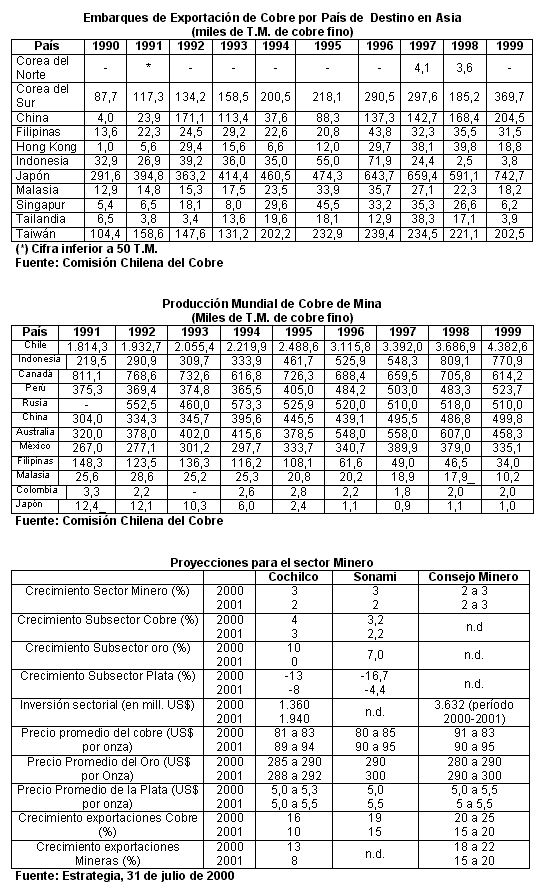 Embarques de Exportación de Cobre por País de Destino en Asia
(miles de T.M. de cobre fino)
País 1990 1991 1992 1993 1994 1995 1996 1997 1998 1999
Corea del Norte - * - - - - - 4,1 3,6 -
Corea del Sur 87,7 117,3 134,2 158,5 200,5 218,1 290,5 297,6 185,2 369,7
China 4,0 23,9 171,1 113,4 37,6 88,3 137,3 142,7 168,4 204,5
Filipinas 13,6 22,3 24,5 29,2 22,6 20,8 43,8 32,3 35,5 31,5
Hong Kong 1,0 5,6 29,4 15,6 6,6 12,0 29,7 38,1 39,8 18,8
Indonesia 32,9 26,9 39,2 36,0 35,0 55,0 71,9 24,4 2,5 3,8
Japón 291,6 394,8 363,2 414,4 460,5 474,3 643,7 659,4 591,1 742,7
Malasia 12,9 14,8 15,3 17,5 23,5 33,9 35,7 27,1 22,3 18,2
Singapur 5,4 6,5 18,1 8,0 29,6 45,5 33,2 35,3 26,6 6,2
Tailandia 6,5 3,8 3,4 13,6 19,6 18,1 12,9 38,3 17,1 3,9
Taiwán 104,4 158,6 147,6 131,2 202,2 232,9 239,4 234,5 221,1 202,5
(*) Cifra inferior a 50 T.M.
Fuente: Comisión Chilena del Cobre
Producción Mundial de Cobre de Mina
(Miles de T.M. de cobre fino)
País 1991 1992 1993 1994 1995 1996 1997 1998 1999
Chile 1.814,3 1.932,7 2.055,4 2.219,9 2.488,6 3.115,8 3.392,0 3.686,9 4.382,6
Indonesia 219,5 290,9 309,7 333,9 461,7 525,9 548,3 809,1 770,9
Canadá 811,1 768,6 732,6 616,8 726,3 688,4 659,5 705,8 614,2
Perú 375,3 369,4 374,8 365,5 405,0 484,2 503,0 483,3 523,7
Rusia - 552,5 460,0 573,3 525,9 520,0 510,0 518,0 510,0
China 304,0 334,3 345,7 395,6 445,5 439,1 495,5 486,8 499,8
Australia 320,0 378,0 402,0 415,6 378,5 548,0 558,0 607,0 458,3
México 267,0 277,1 301,2 297,7 333,7 340,7 389,9 379,0 335,1
Filipinas 148,3 123,5 136,3 116,2 108,1 61,6 49,0 46,5 34,0
Malasia 25,6 28,6 25,2 25,3 20,8 20,2 18,9 17,9_ 10,2
Colombia 3,3 2,2 - 2,6 2,8 2,2 1,8 2,0 2,0
Japón 12,4_ 12,1 10,3 6,0 2,4 1,1 0,9 1,1 1,0
Fuente: Comisión Chilena del Cobre
Proyecciones para el sector Minero
Cochilco Sonami Consejo Minero
Crecimiento Sector Minero (%) 2000 3 3 2 a 3
2001 2 2 2 a 3
Crecimiento Subsector Cobre (%) 2000 4 3,2 n.d
2001 3 2,2
Crecimiento Subsector oro (%) 2000 10 7,0 n.d.
2001 0
Crecimiento Subsector Plata (%) 2000 -13 -16,7 n.d.
2001 -8 -4,4
Inversión sectorial (en mill. US$) 2000 1.360 n.d. 3.632 (período
2001 1.940 2000-2001)
Precio promedio del cobre (US$ 2000 81 a 83 80 a 85 91 a 83
por onza) 2001 89 a 94 90 a 95 90 a 95
Precio Promedio del Oro (US$ 2000 285 a 290 290 280 a 290
por Onza) 2001 288 a 292 300 290 a 300
Precio Promedio de la Plata (US$ 2000 5,0 a 5,3 5,0 5,0 a 5,5
por onza) 2001 5,0 a 5,5 5,5 5 a 5,5
Crecimiento exportaciones Cobre 2000 16 19 20 a 25
(%) 2001 10 15 15 a 20
Crecimiento exportaciones 2000 13 n.d. 18 a 22
Mineras (%) 2001 8 15 a 20
Fuente: Estrategia, 31 de julio de 2000